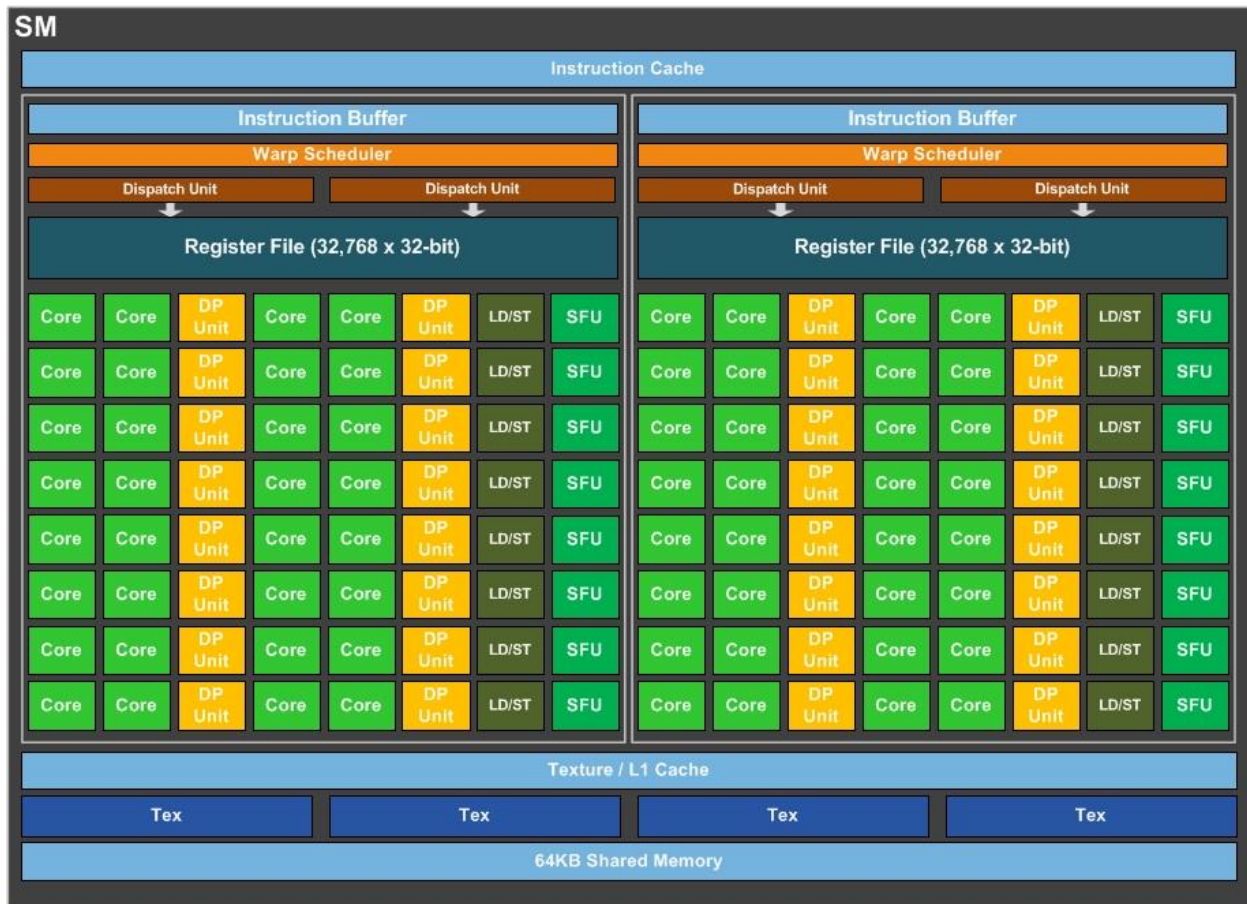 SM
Instruction Cache
Instruction Buffer Instruction Buffer
Warp Scheduler Warp Scheduler
Dispatch Unit Dispatch Unit Dispatch Unit Dispatch Unit
Register File (32,768 x 32-bit) Register File (32,768 x 32-bit)
Core Core DP Unit Core Core DP Unit LD/ST SFU Core Core DP Unit Core Core DP Unit LD/ST SFU
Core Core DP Unit Core Core DP Unit LD/ST SFU Core Core DP Unit Core Core DP Unit LD/ST SFU
Core Core DP Unit Core Core DP Unit LD/ST SFU Core Core DP Unit Core Core DP Unit LD/ST SFU
Core Core DP Unit Core Core DP Unit LD/ST SFU Core Core DP Unit Core Core DP Unit LD/ST SFU
Core Core DP Unit Core Core DP Unit LD/ST SFU Core Core DP Unit Core Core DP Unit LD/ST SFU
Core Core DP Unit Core Core DP Unit LD/ST SFU Core Core DP Unit Core Core DP Unit LD/ST SFU
Core Core DP Unit Core Core DP Unit LD/ST SFU Core Core DP Unit Core Core DP Unit LD/ST SFU
Core Core DP Unit Core Core DP Unit LD/ST SFU Core Core DP Unit Core Core DP Unit LD/ST SFU
Texture / L1 Cache
Tex Tex Tex Tex
64KB Shared Memory